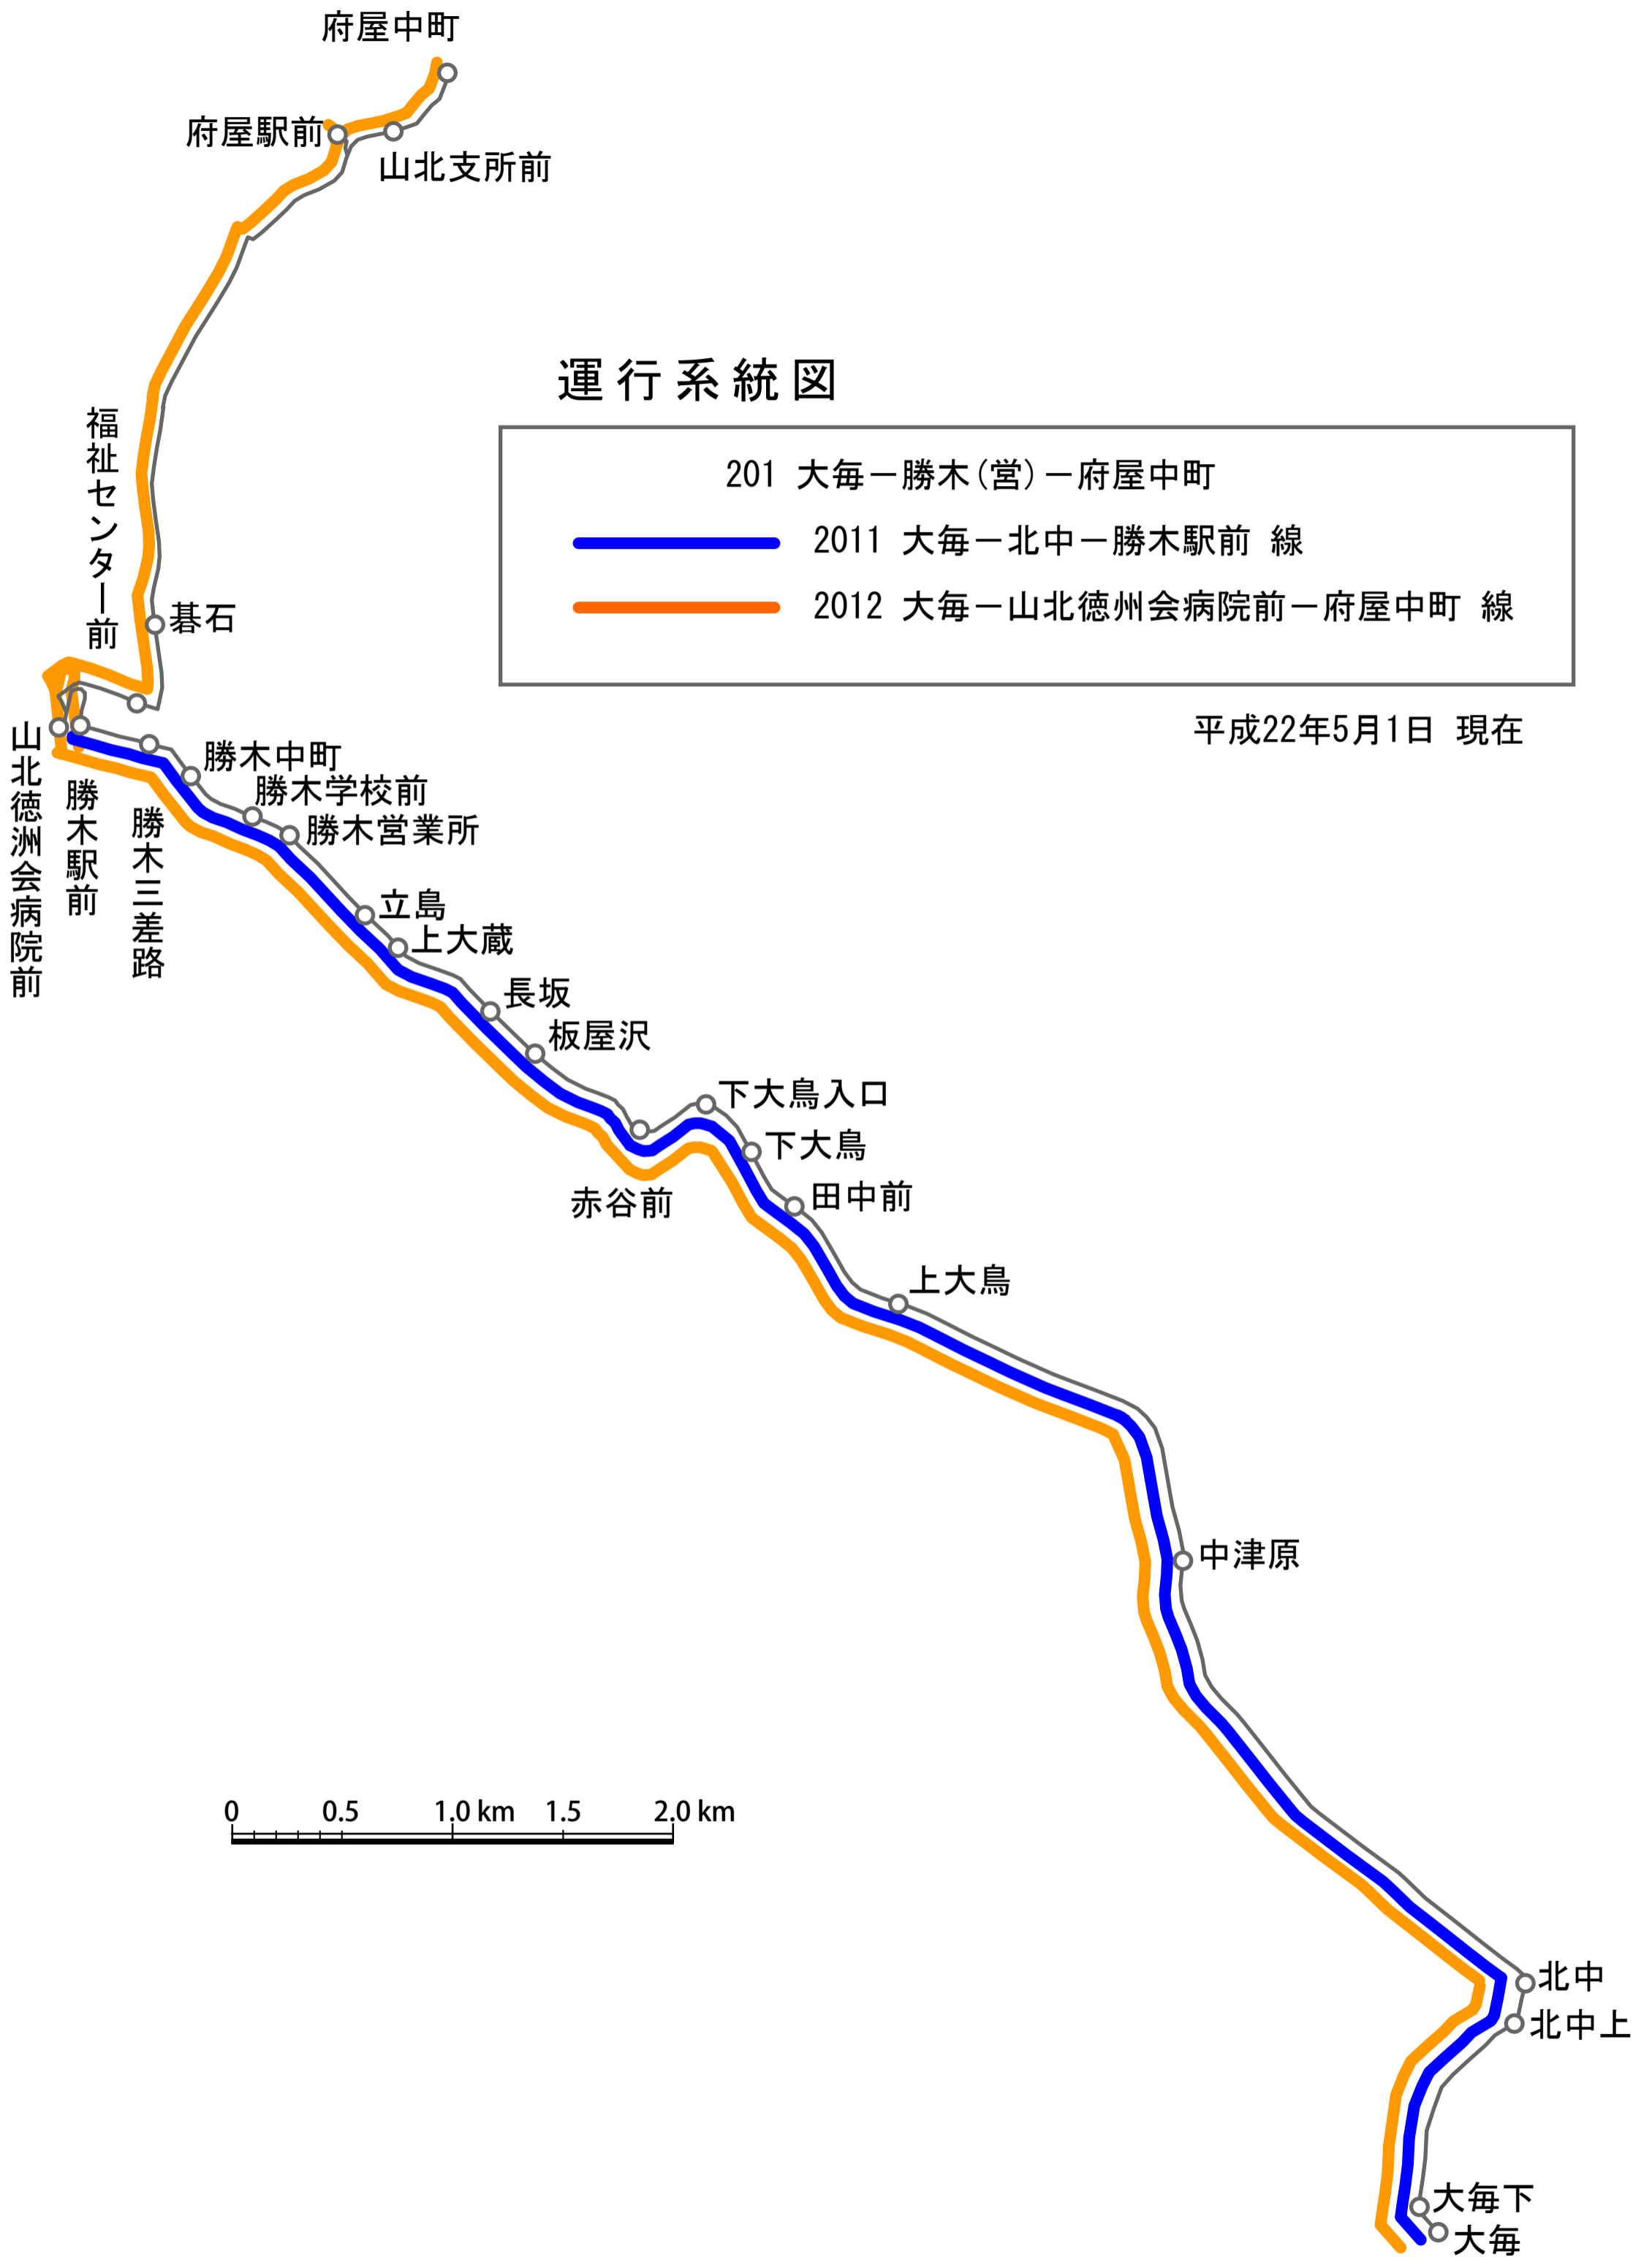 府屋中町
府屋駅前
山北支所前
運行系統図
201 大毎－勝木(営)－府屋中町
2011 大毎－北中－勝木駅前 線
2012 大毎－山北徳州会病院前－府屋中町 線
平成22年5月1日 現在
福祉センター前
碁石
山北徳洲会病院前
勝木駅前
勝木三差路
勝木中町
勝木学校前
勝木営業所
立島
上大蔵
長坂
板屋沢
下大鳥入口
下大鳥
赤谷前
田中前
上大鳥
中津原
0 0.5 1.0 km 1.5 2.0 km
北中
北中上
大毎下
大毎